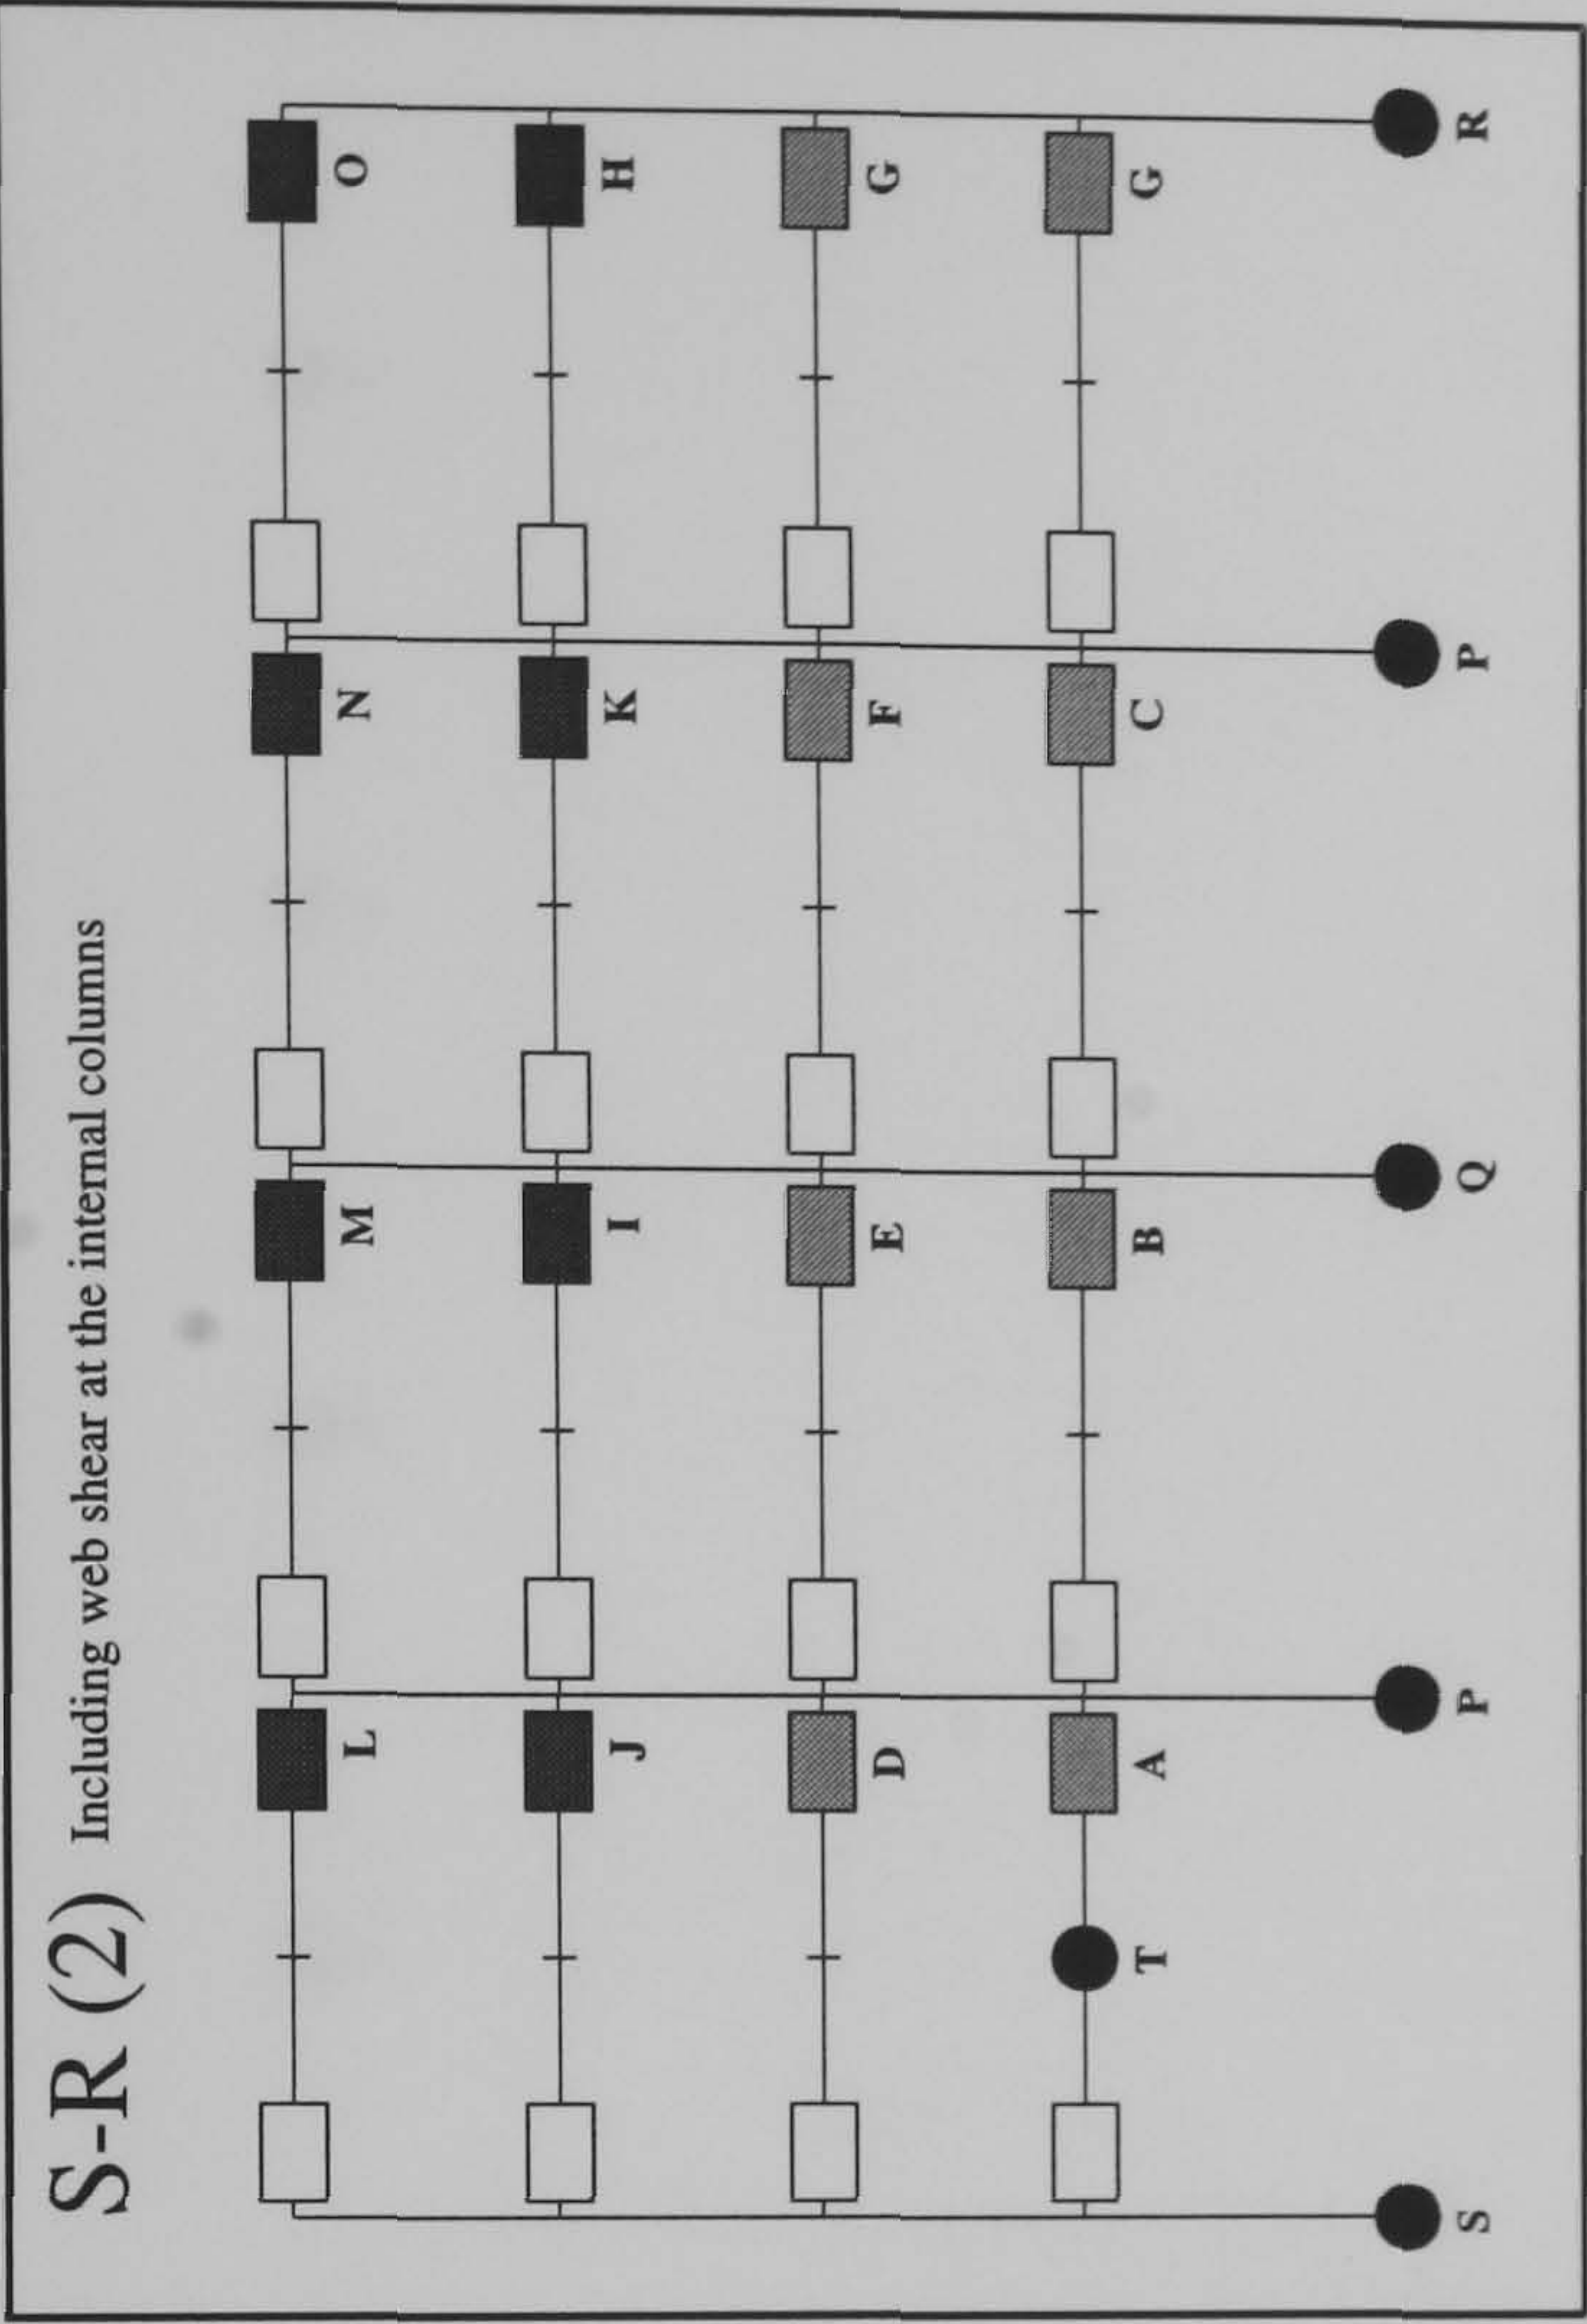 S-R (2) Including web shear at the internal columns
L M N O
J I K H
D E F G
T A B C G
S P Q P R